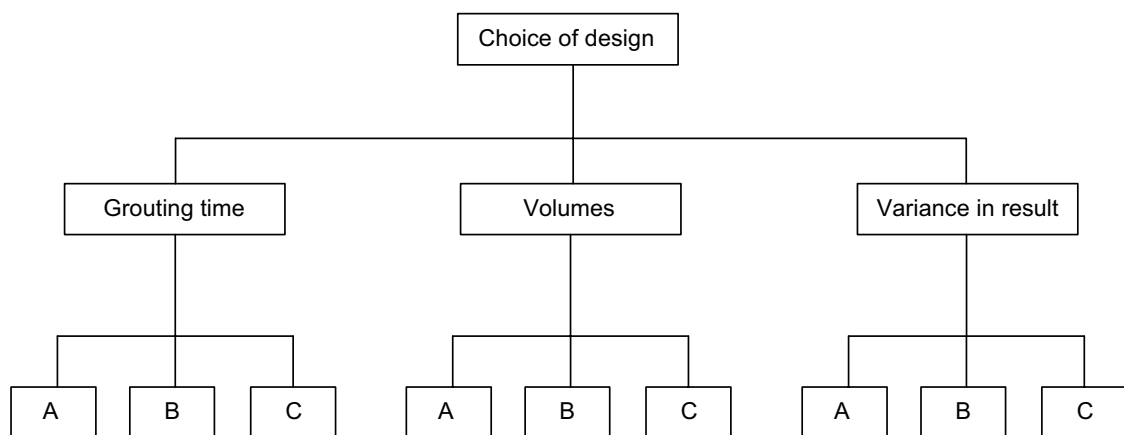 Choice of design
Grouting time
Volumes
Variance in result
A
B
C
A
B
C
A
B
C